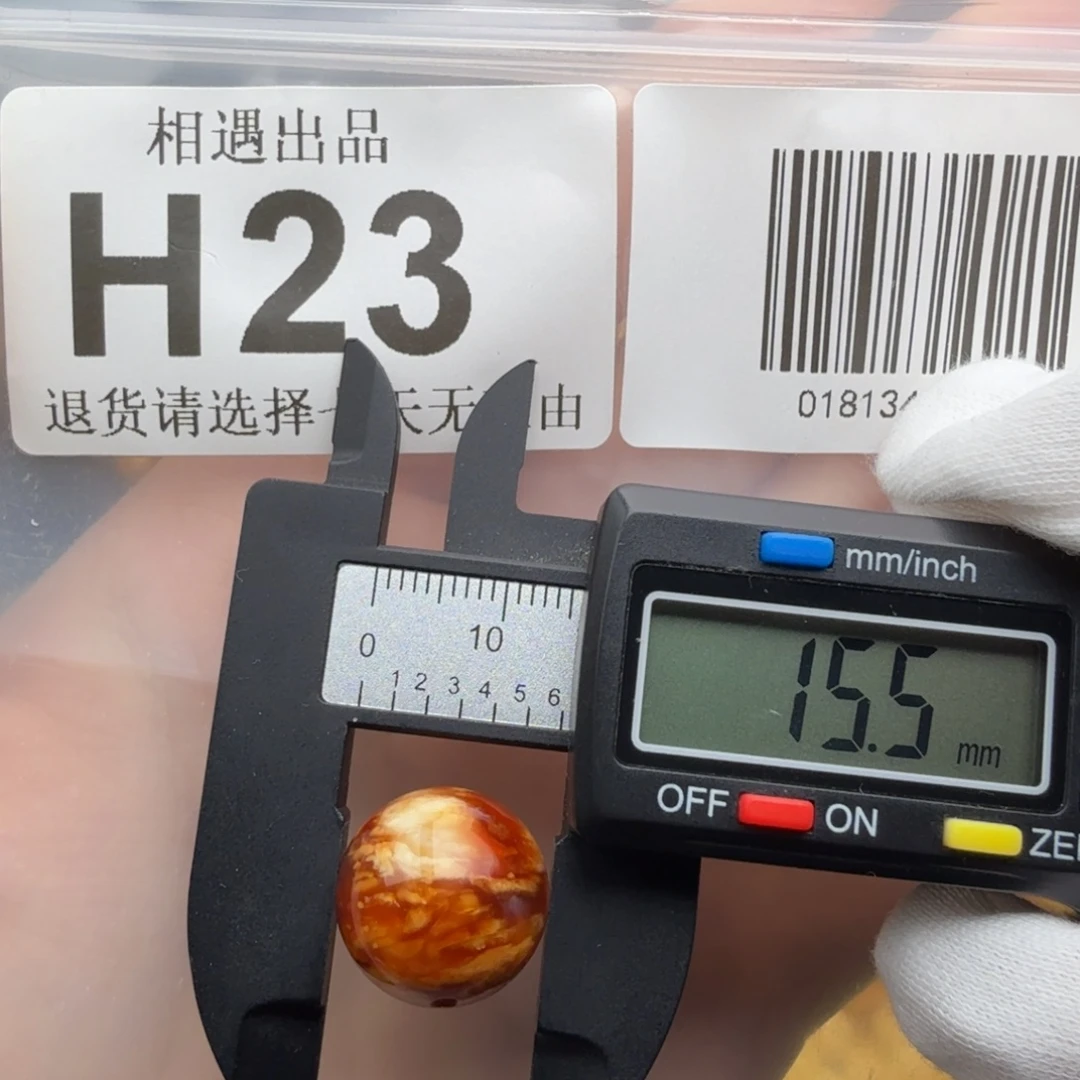 相遇出品
H23
退货请选择 天无 由
018134
mm/inch
15.5 mm
0 10
1 2 3 4 5 6
OFF ON